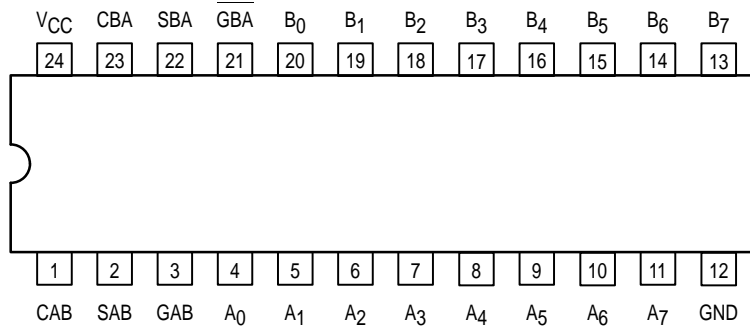 VCC CBA SBA G̅B̅A̅ B0 B1 B2 B3 B4 B5 B6 B7
24 23 22 21 20 19 18 17 16 15 14 13
1 2 3 4 5 6 7 8 9 10 11 12
CAB SAB GAB A0 A1 A2 A3 A4 A5 A6 A7 GND